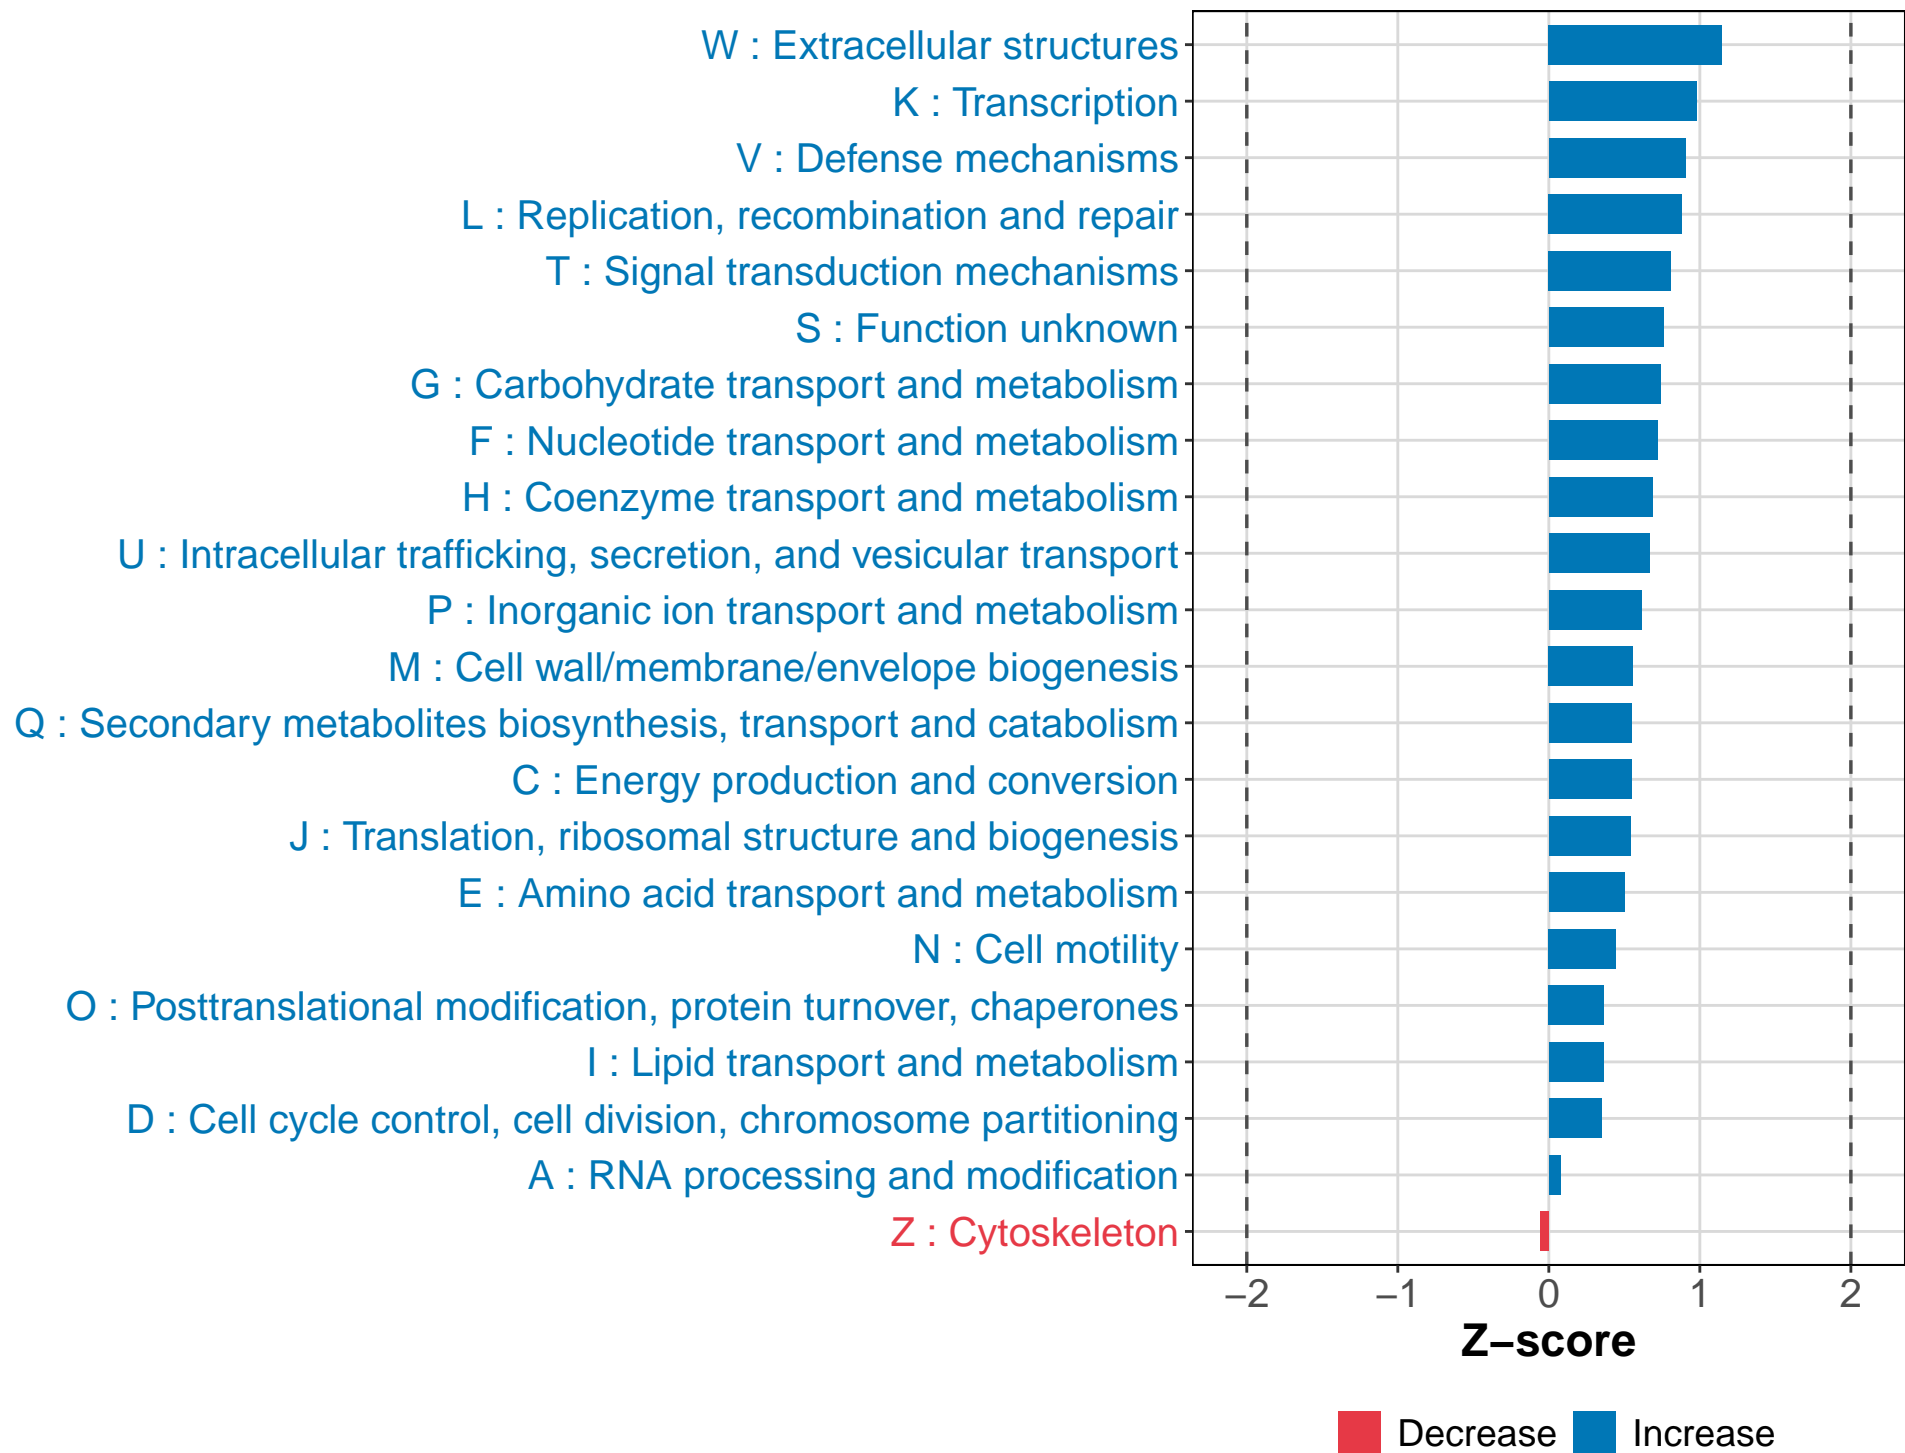 W : Extracellular structures
K : Transcription
V : Defense mechanisms
L : Replication, recombination and repair
T : Signal transduction mechanisms
S : Function unknown
G : Carbohydrate transport and metabolism
F : Nucleotide transport and metabolism
H : Coenzyme transport and metabolism
U : Intracellular trafficking, secretion, and vesicular transport
P : Inorganic ion transport and metabolism
M : Cell wall/membrane/envelope biogenesis
Q : Secondary metabolites biosynthesis, transport and catabolism
C : Energy production and conversion
J : Translation, ribosomal structure and biogenesis
E : Amino acid transport and metabolism
N : Cell motility
O : Posttranslational modification, protein turnover, chaperones
I : Lipid transport and metabolism
D : Cell cycle control, cell division, chromosome partitioning
A : RNA processing and modification
Z : Cytoskeleton
−2 −1 0 1 2
Z−score
Decrease Increase